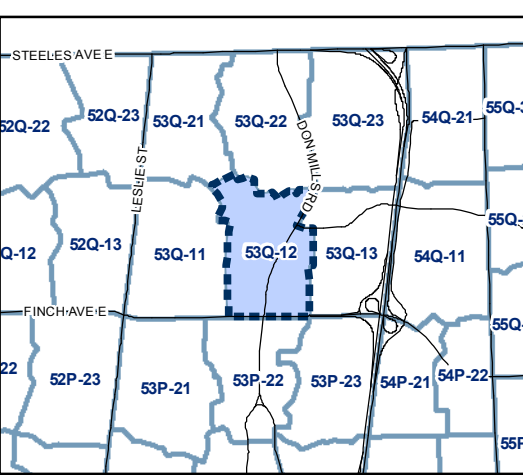 STEELES AVE E
52Q-22
52Q-23
53Q-21
53Q-22
53Q-23
54Q-21
55Q-3
DON MILLS RD
LESLIE ST
55Q-
Q-12
52Q-13
53Q-11
53Q-12
53Q-13
54Q-11
FINCH AVE E
55Q
22
52P-23
53P-21
53P-22
53P-23
54P-21
54P-22
55P